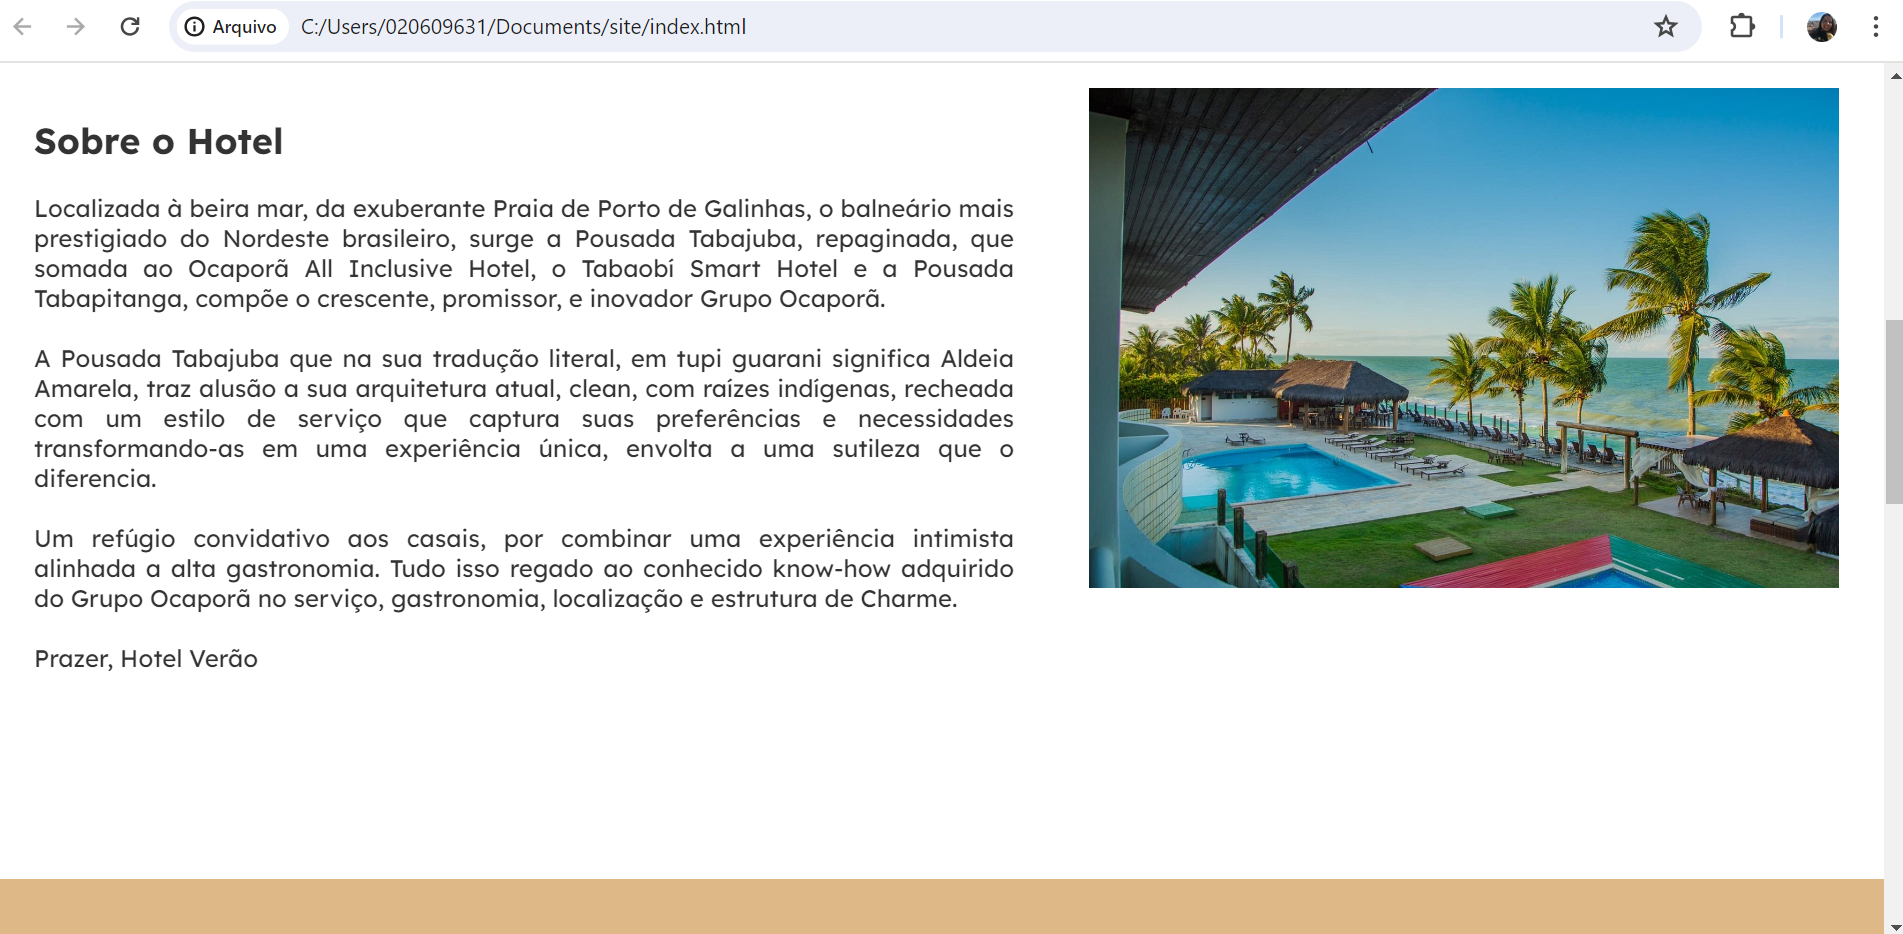 Arquivo C:/Users/020609631/Documents/site/index.html
Sobre o Hotel
Localizada à beira mar, da exuberante Praia de Porto de Galinhas, o balneário mais
prestigiado do Nordeste brasileiro, surge a Pousada Tabajuba, repaginada, que
somada ao Ocaporã All Inclusive Hotel, o Tabaobí Smart Hotel e a Pousada
Tabapitanga, compõe o crescente, promissor, e inovador Grupo Ocaporã.
A Pousada Tabajuba que na sua tradução literal, em tupi guarani significa Aldeia
Amarela, traz alusão a sua arquitetura atual, clean, com raízes indígenas, recheada
com um estilo de serviço que captura suas preferências e necessidades
transformando-as em uma experiência única, envolta a uma sutileza que o
diferencia.
Um refúgio convidativo aos casais, por combinar uma experiência intimista
alinhada a alta gastronomia. Tudo isso regado ao conhecido know-how adquirido
do Grupo Ocaporã no serviço, gastronomia, localização e estrutura de Charme.
Prazer, Hotel Verão